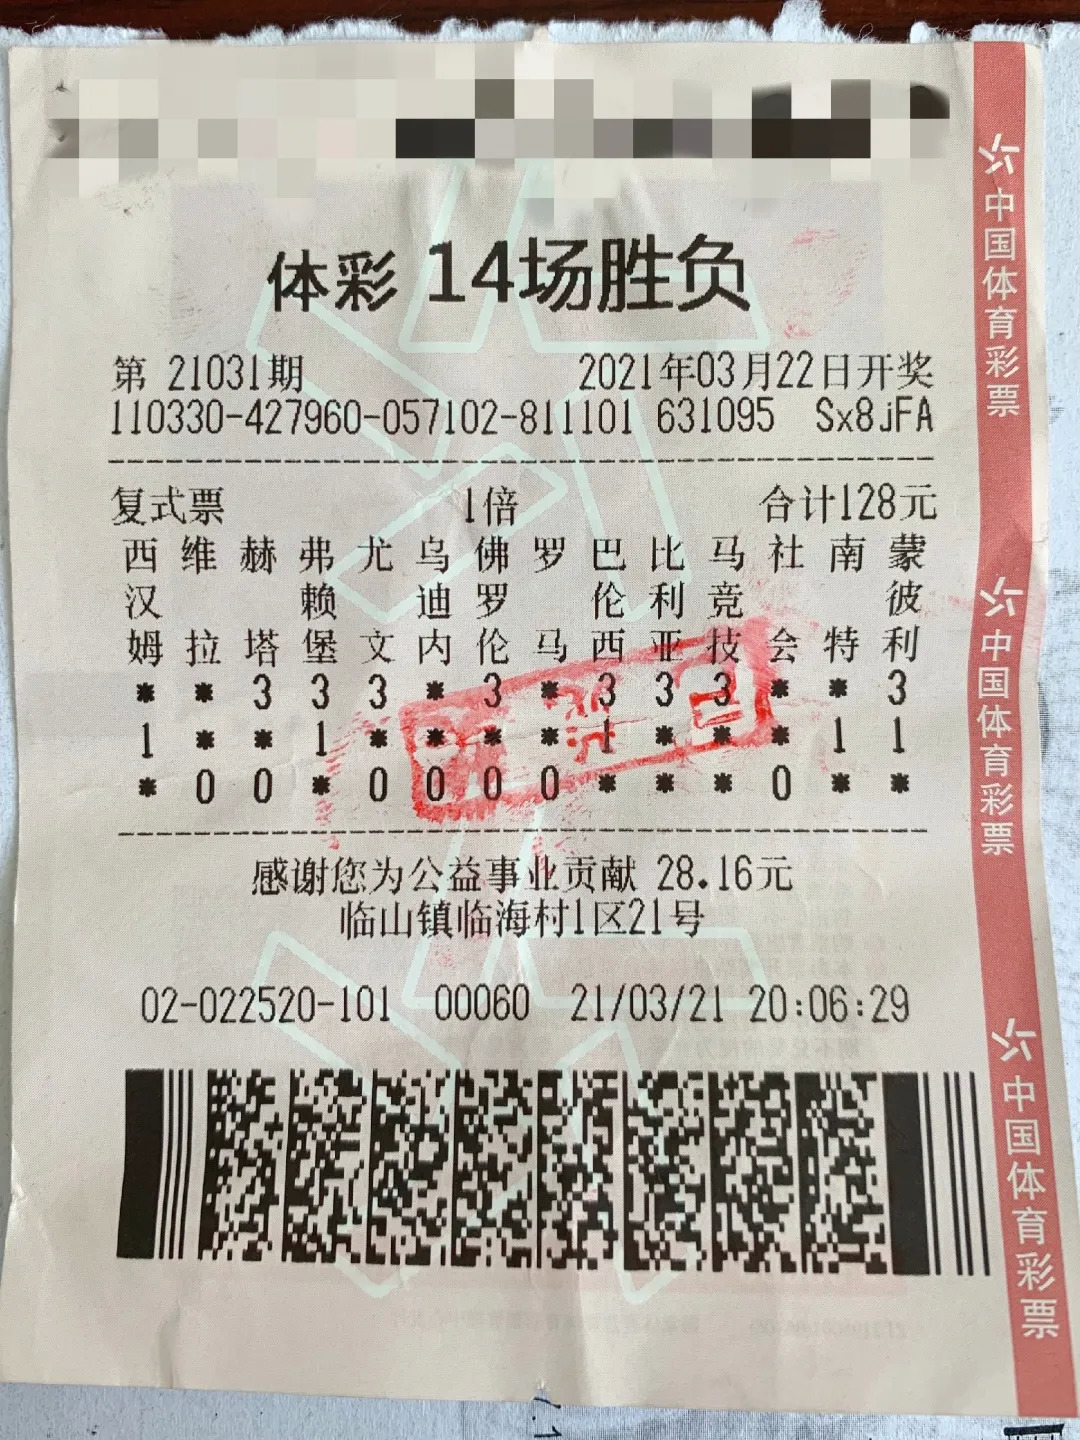 体彩 14场胜负
第 21031期 2021年03月22日开奖
110330-427960-057102-811101 631095 Sx8jFA
复式票 1倍 合计128元
西 维 赫 弗 尤 乌 佛 罗 巴 比 马 社 南 蒙
汉 赖 迪 罗 伦 利 竞 彼
姆 拉 塔 堡 文 内 伦 马 西 亚 技 会 特 利
* * 3 3 3 * 3 * 3 3 3 * * 3
1 * * 1 * * * * 1 * * * 1 1
* 0 0 * 0 0 0 0 * * * 0 * *
感谢您为公益事业贡献 28.16元
临山镇临海村1区21号
02-022520-101 00060 21/03/21 20:06:29
中国体育彩票
中国体育彩票
中国体育彩票